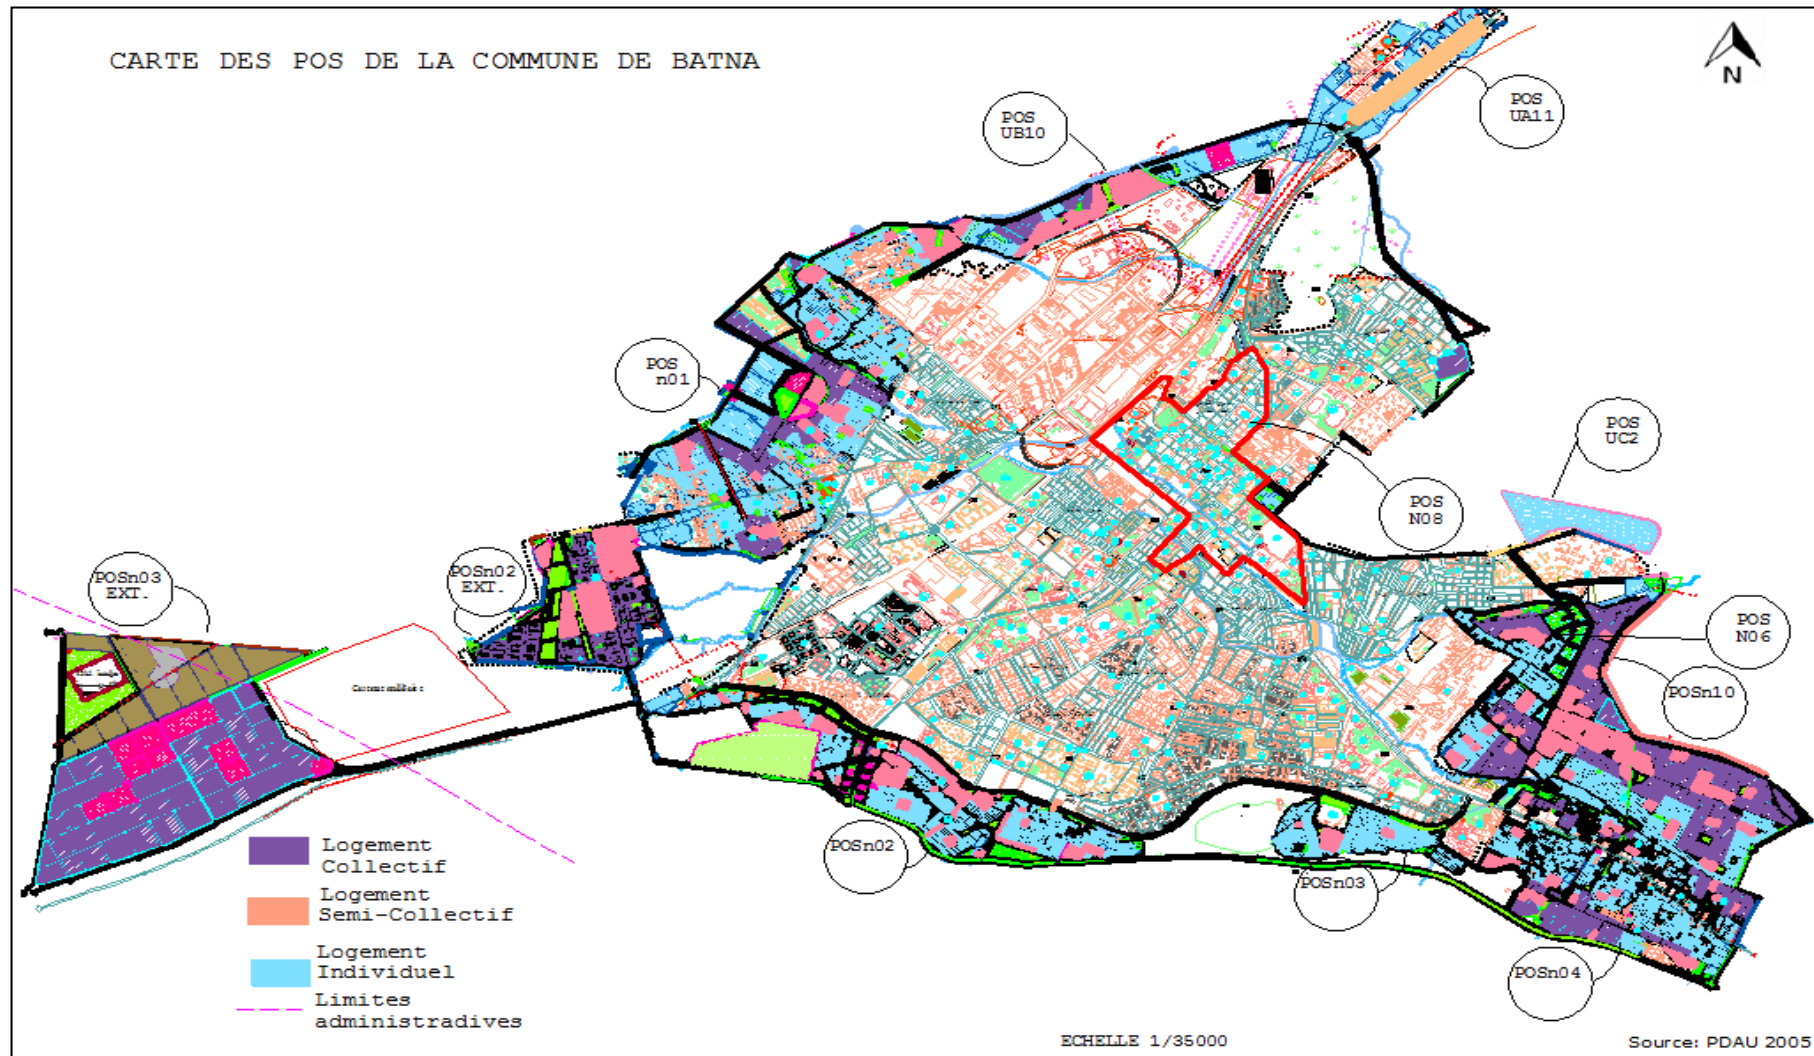 CARTE DES POS DE LA COMMUNE DE BATNA
N
POS
UA11
POS
UB10
POS
n01
POS
UC2
POS
N08
POSn03
EXT.
POSn02
EXT.
POS
N06
POSn10
POSn02
POSn03
POSn04
Logement
Collectif
Logement
Semi-Collectif
Logement
Individuel
Limites
administradives
ECHELLE 1/35000
Source: PDAU 2005